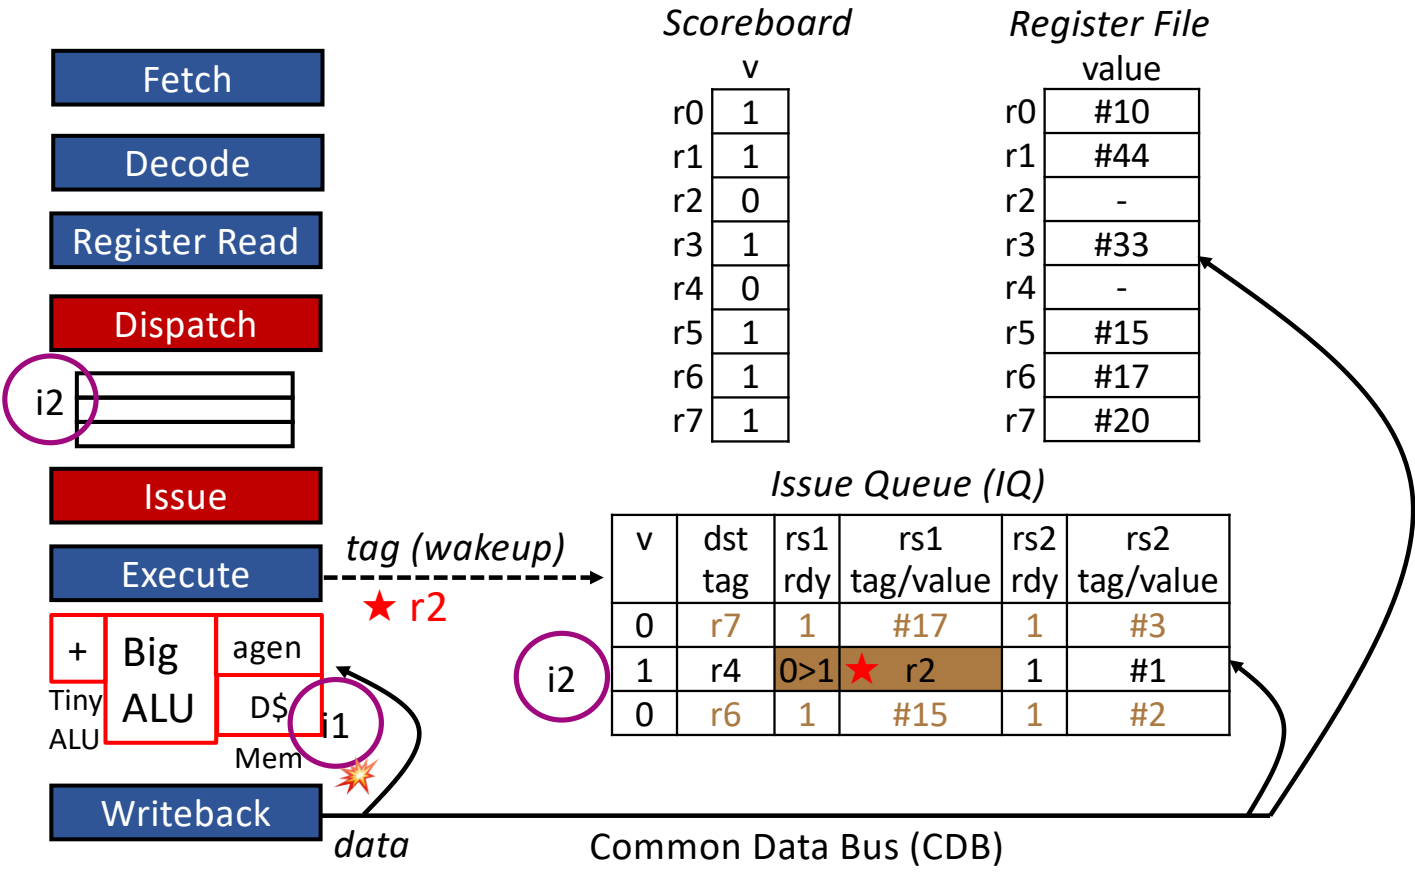 Scoreboard
Register File
v
value
Fetch
r0 1
r0 #10
r1 1
r1 #44
Decode
r2 0
r2 -
Register Read
r3 1
r3 #33
r4 0
r4 -
Dispatch
r5 1
r5 #15
r6 1
r6 #17
i2
r7 1
r7 #20
Issue
Issue Queue (IQ)
tag (wakeup)
v dst rs1 rs1 rs2 rs2
tag rdy tag/value rdy tag/value
Execute
r2
0 r7 1 #17 1 #3
+ Big agen
i2
1 r4 0>1 r2 1 #1
Tiny ALU D$
i1
0 r6 1 #15 1 #2
ALU
Mem
Writeback
data
Common Data Bus (CDB)